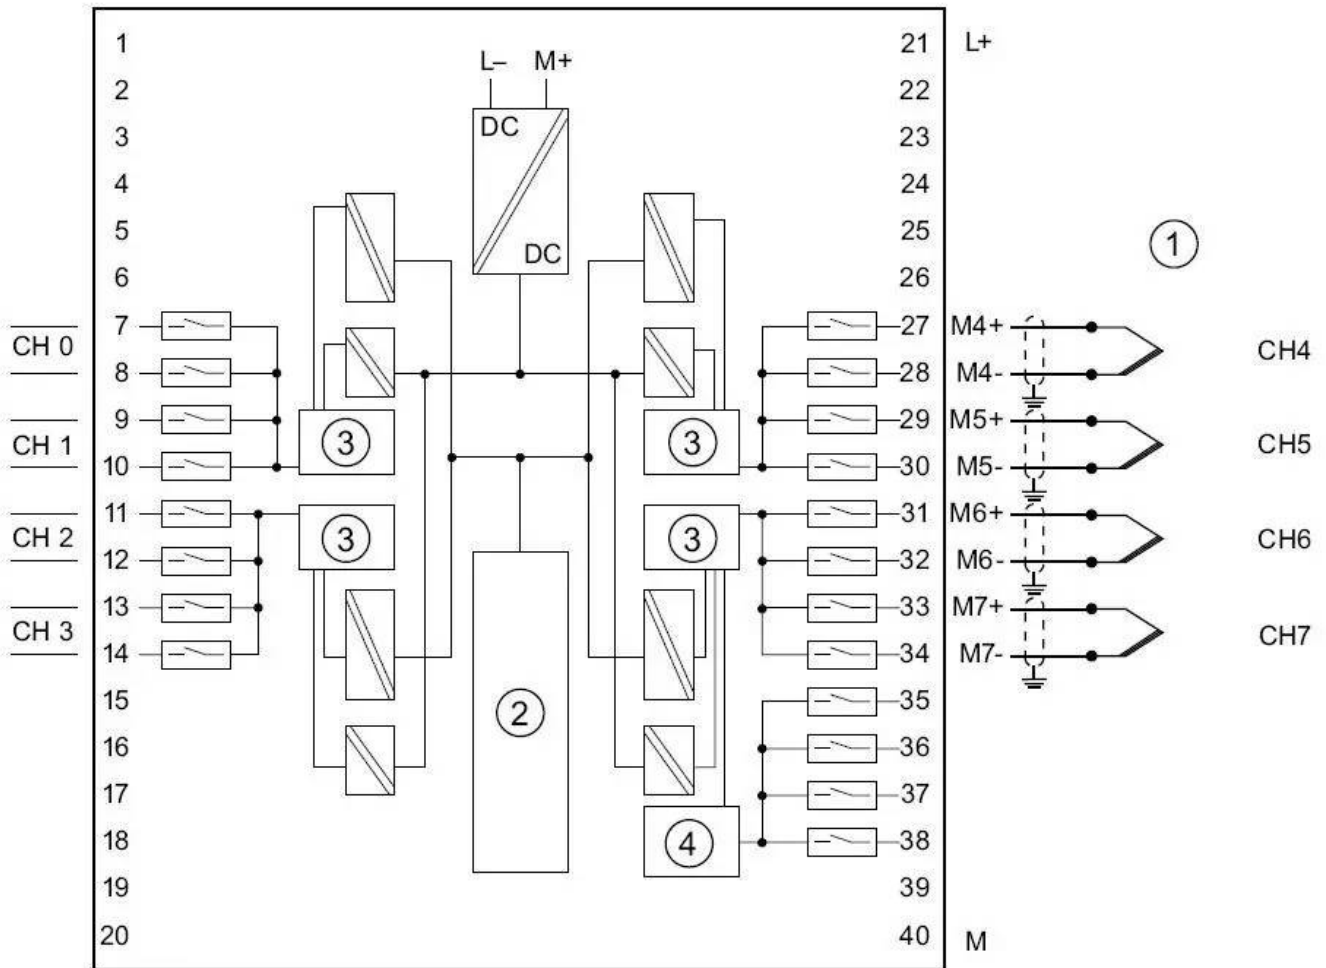 1 21 L+
L– M+
2 22
DC
3 23
4 24
5 25
①
DC
6 26
7 27 M4+
CH 0 CH4
8 28 M4-
9 29 M5+
CH 1 ③ ③ CH5
10 30 M5-
11 31 M6+
CH 2 ③ ③ CH6
12 32 M6-
13 33 M7+
CH 3 CH7
14 34 M7-
15 35
②
16 36
17 37
18 ④ 38
19 39
20 40 M